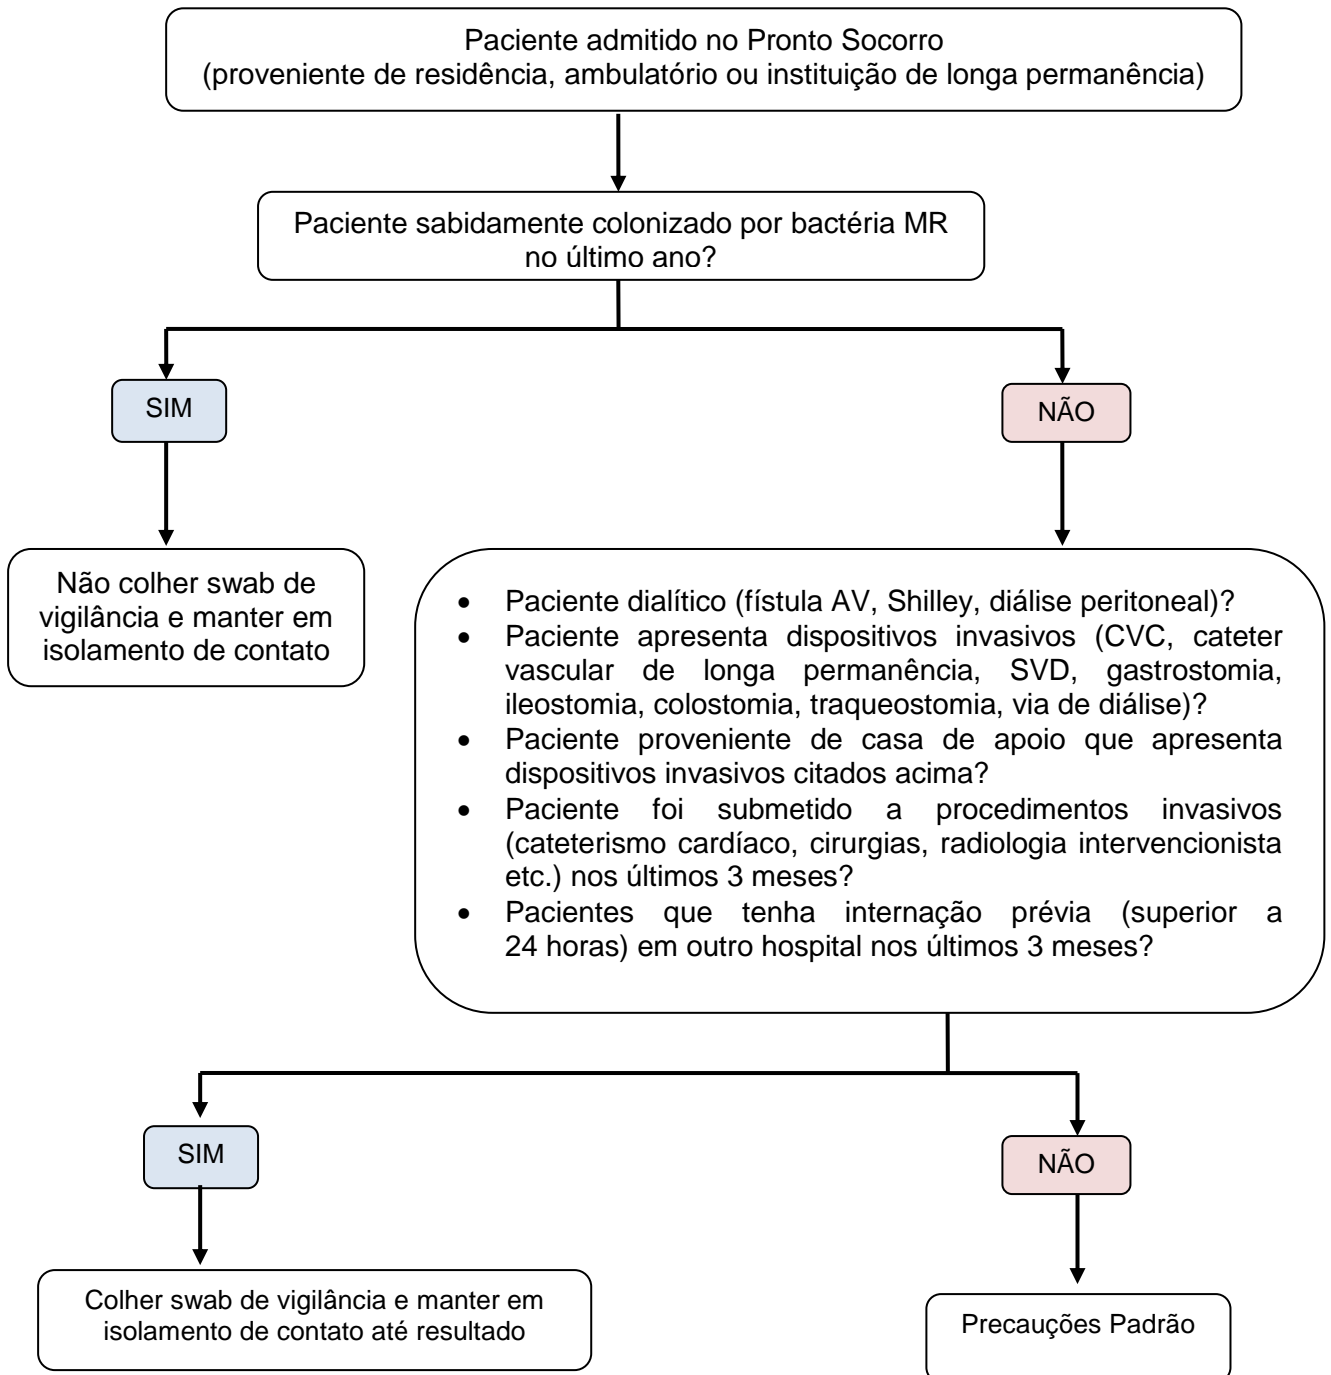 Paciente admitido no Pronto Socorro
(proveniente de residência, ambulatório ou instituição de longa permanência)
Paciente sabidamente colonizado por bactéria MR
no último ano?
SIM
NÃO
Não colher swab de
vigilância e manter em
isolamento de contato
• Paciente dialítico (fístula AV, Shilley, diálise peritoneal)?
• Paciente apresenta dispositivos invasivos (CVC, cateter
vascular de longa permanência, SVD, gastrostomia,
ileostomia, colostomia, traqueostomia, via de diálise)?
• Paciente proveniente de casa de apoio que apresenta
dispositivos invasivos citados acima?
• Paciente foi submetido a procedimentos invasivos
(cateterismo cardíaco, cirurgias, radiologia intervencionista
etc.) nos últimos 3 meses?
• Pacientes que tenha internação prévia (superior a
24 horas) em outro hospital nos últimos 3 meses?
SIM
NÃO
Colher swab de vigilância e manter em
isolamento de contato até resultado
Precauções Padrão